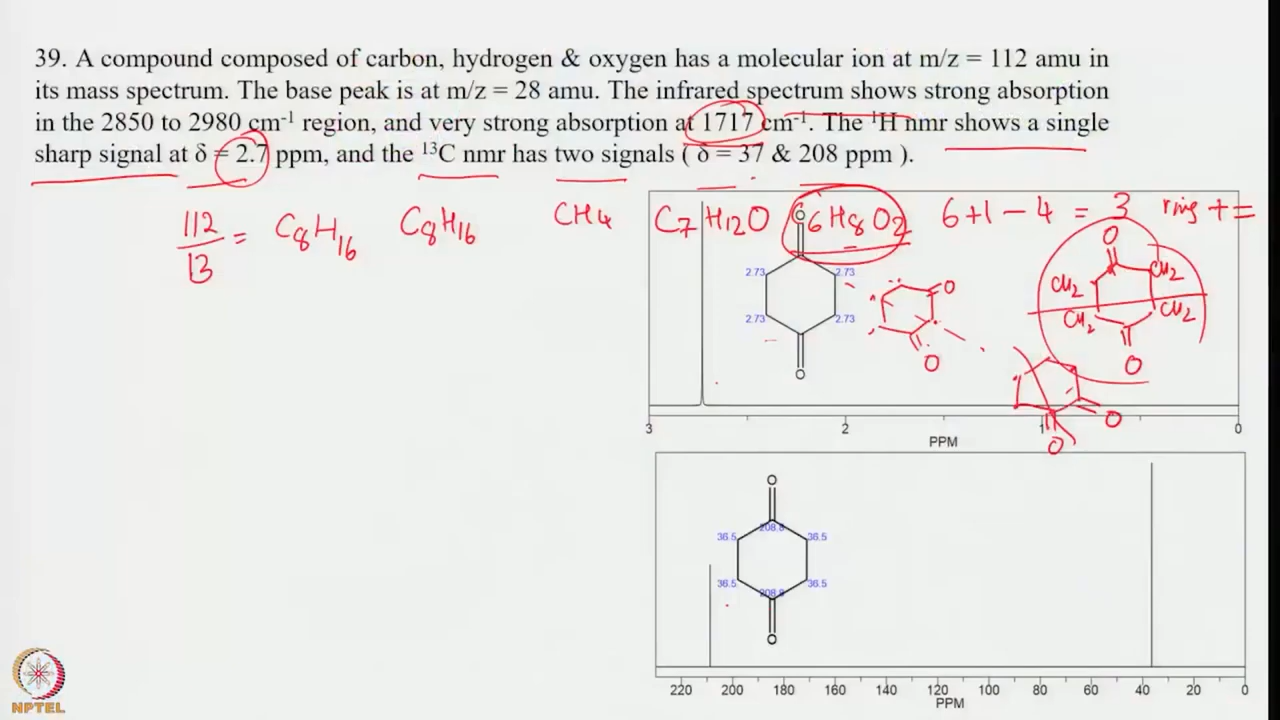 39. A compound composed of carbon, hydrogen & oxygen has a molecular ion at m/z = 112 amu in
its mass spectrum. The base peak is at m/z = 28 amu. The infrared spectrum shows strong absorption
in the 2850 to 2980 cm⁻¹ region, and very strong absorption at 1717 cm⁻¹. The ¹H nmr shows a single
sharp signal at δ = 2.7 ppm, and the ¹³C nmr has two signals ( δ = 37 & 208 ppm ).
112/13 = C8H16 C8H16 CH4 C7H12O C6H8O2 6+1-4 = 3 ring + =
O
2.73 2.73
2.73 2.73
O
O
O
O
CH2 CH2
CH2 CH2
O
O
O
3 2 1 0
PPM
O
208.8
36.5 36.5
36.5 36.5
208.8
O
220 200 180 160 140 120 100 80 60 40 20 0
PPM
NPTEL